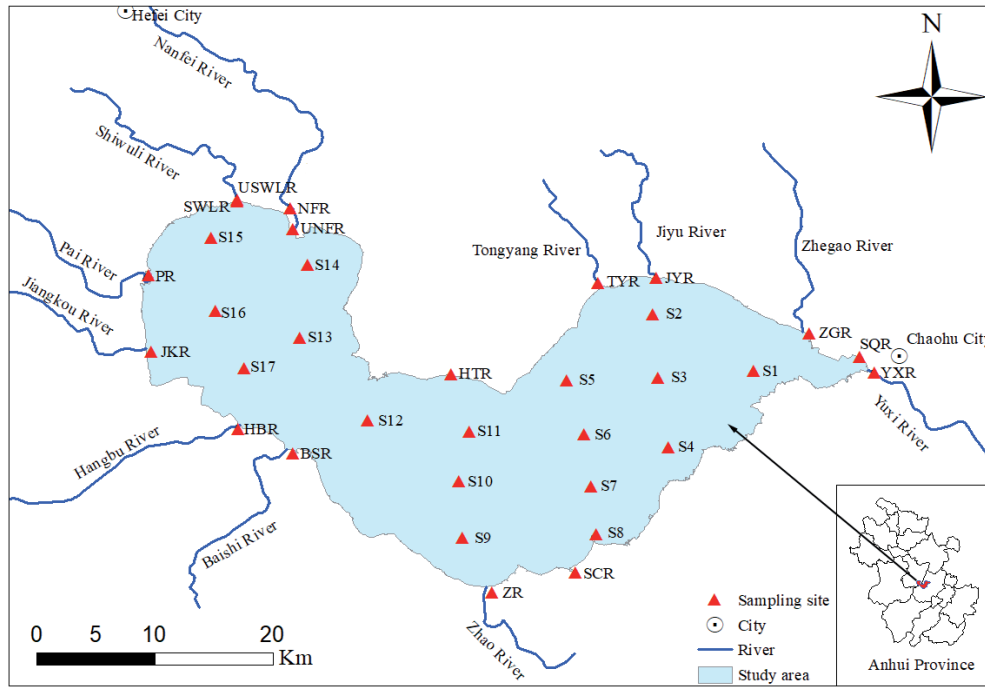 Hefei City
Nanfei River
N
Shiwuli River
USWLR
SWLR
NFR
UNFR
S15
S14
Pai River
PR
Jiangkou River
S16
S13
JKR
S17
Tongyang River
Jiyu River
Zhegao River
TYR
JYR
S2
ZGR
SQR
Chaohu City
YXR
HTR
S5
S3
S1
Yuxi River
S12
S11
S6
S4
HBR
Hangbu River
BSR
S10
S7
Baishi River
S9
S8
SCR
ZR
Zhao River
0 5 10 20
Km
Sampling site
City
River
Study area
Anhui Province